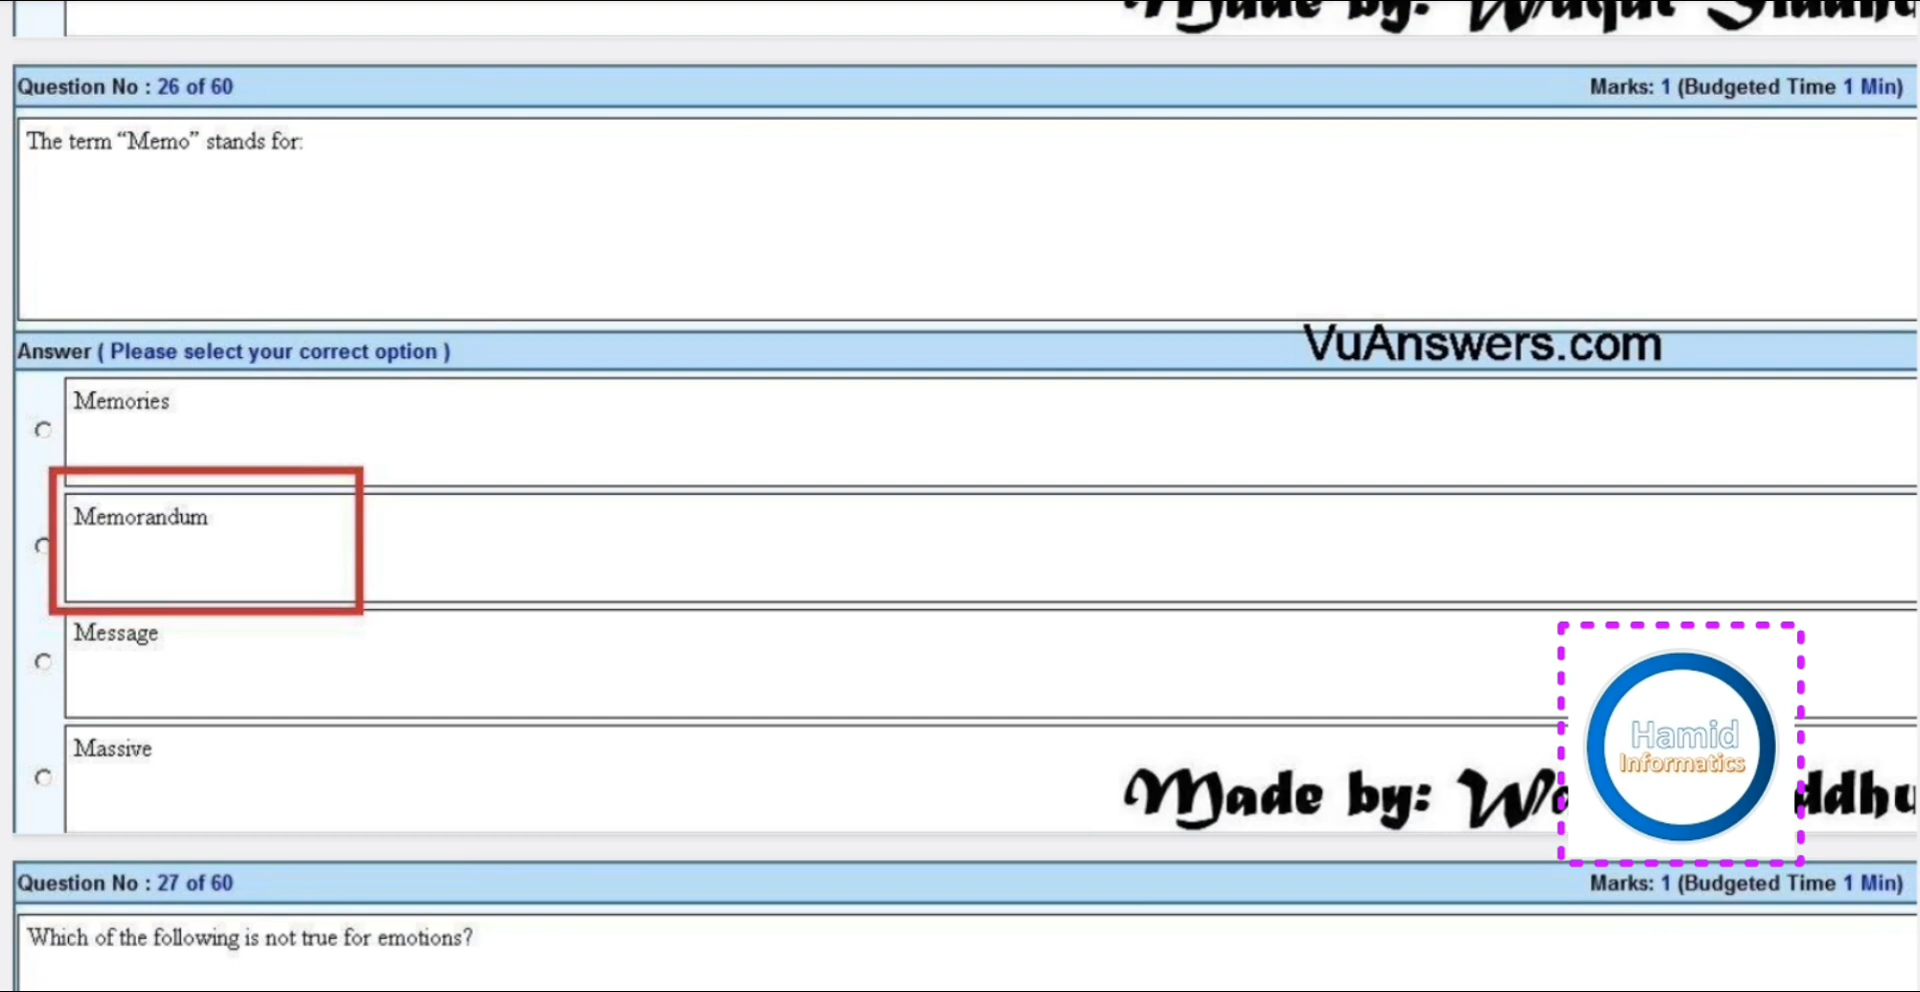 Made by:
Question No : 26 of 60 Marks: 1 (Budgeted Time 1 Min)
The term “Memo” stands for:
Answer ( Please select your correct option ) VuAnswers.com
Memories
Memorandum
Message
Massive
Hamid
Informatics
Made by:
Question No : 27 of 60 Marks: 1 (Budgeted Time 1 Min)
Which of the following is not true for emotions?